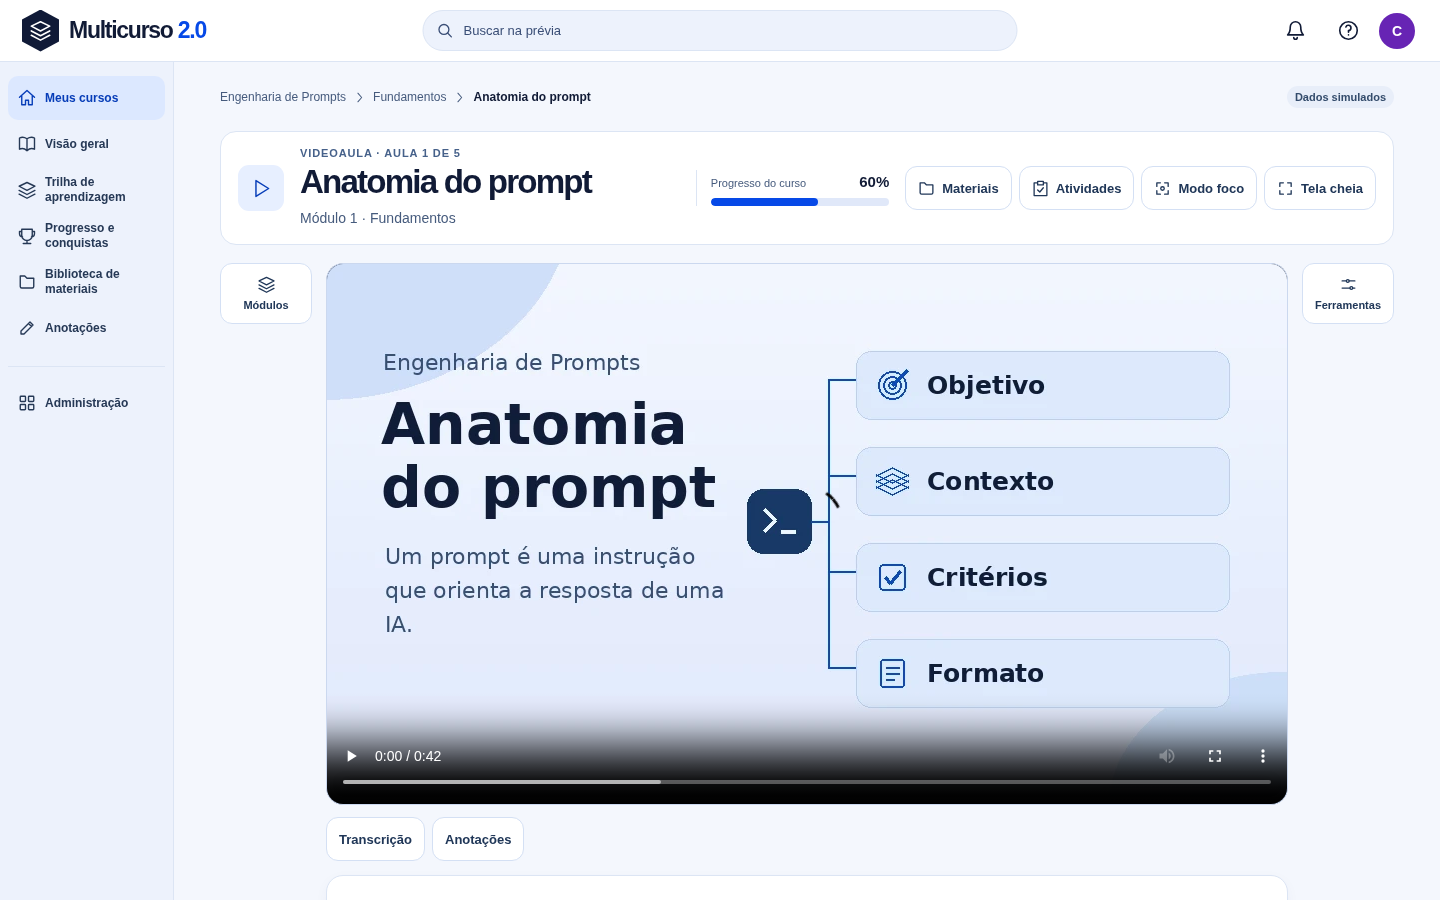 Multicurso 2.0
Buscar na prévia
C
Meus cursos
Visão geral
Trilha de
aprendizagem
Progresso e
conquistas
Biblioteca de
materiais
Anotações
Administração
Engenharia de Prompts > Fundamentos > Anatomia do prompt
Dados simulados
VIDEOAULA · AULA 1 DE 5
Anatomia do prompt
Módulo 1 · Fundamentos
Progresso do curso 60%
Materiais
Atividades
Modo foco
Tela cheia
Módulos
Engenharia de Prompts
Anatomia
do prompt
Um prompt é uma instrução
que orienta a resposta de uma
IA.
Objetivo
Contexto
Critérios
Formato
0:00 / 0:42
Ferramentas
Transcrição
Anotações